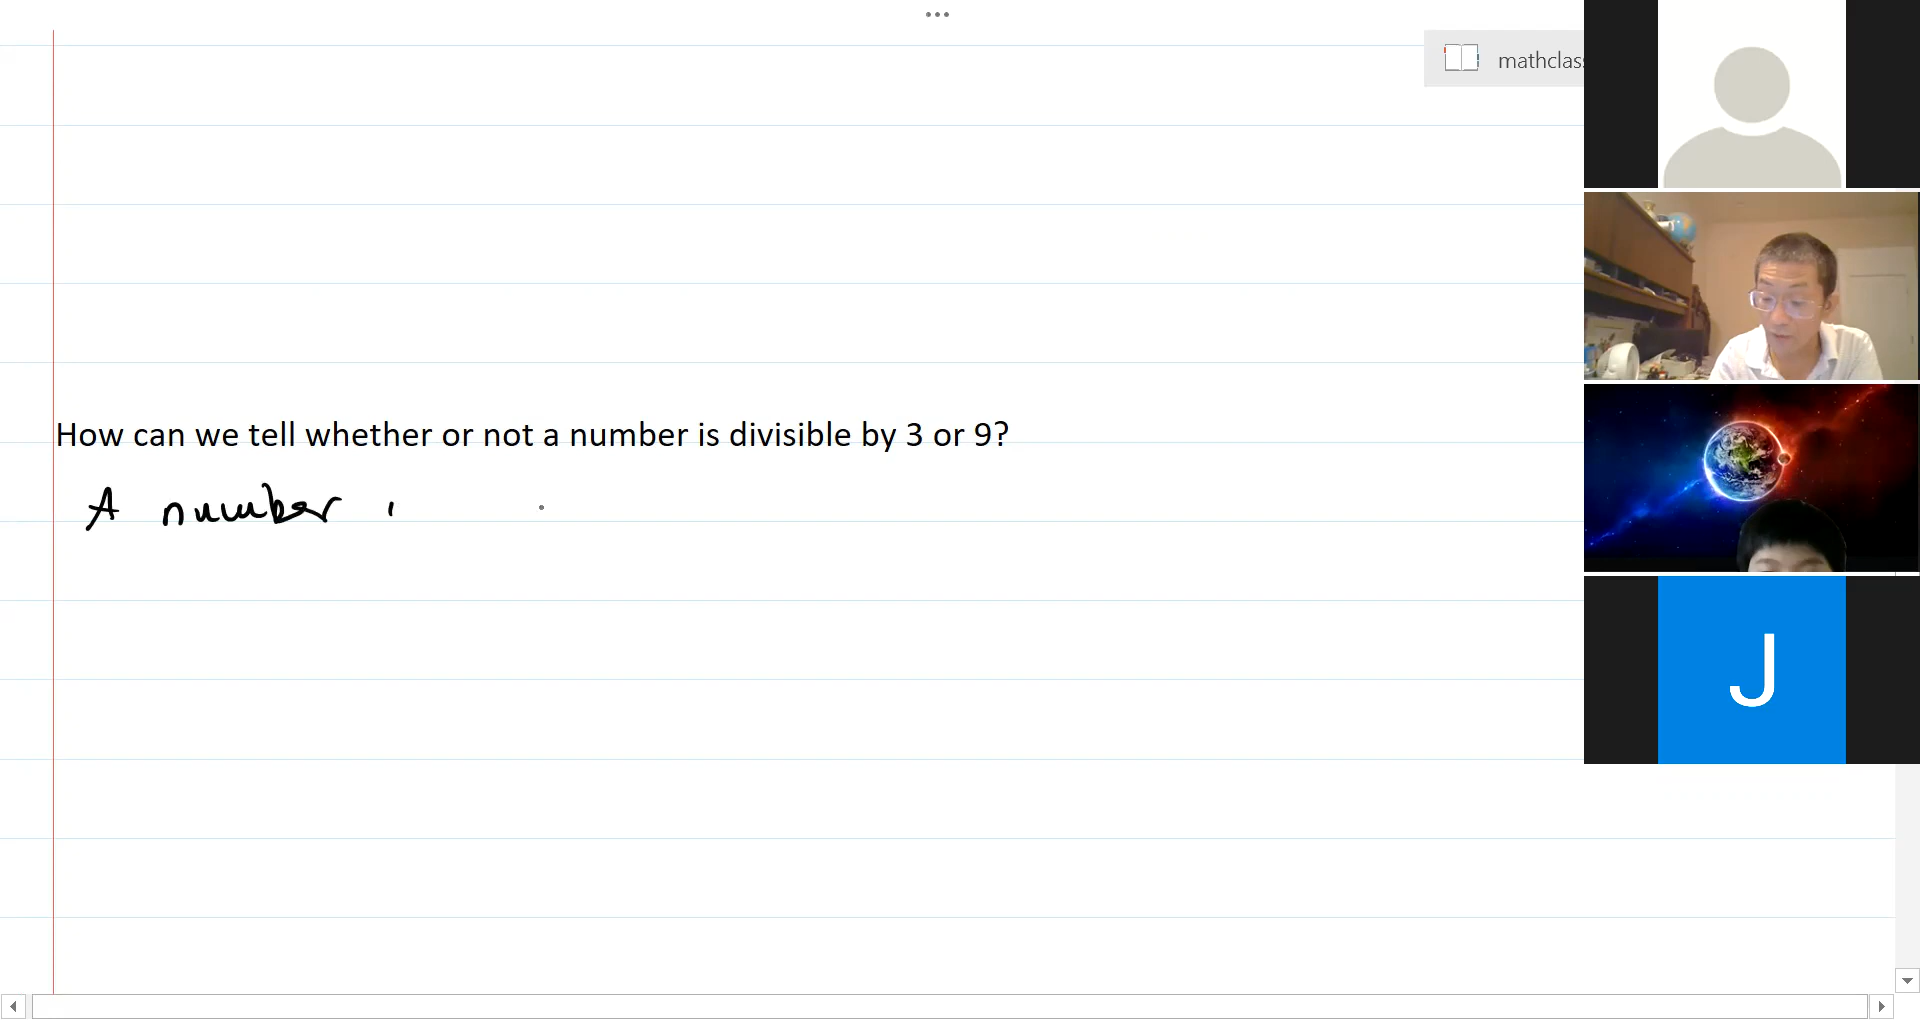 mathclas
How can we tell whether or not a number is divisible by 3 or 9?
A number
J